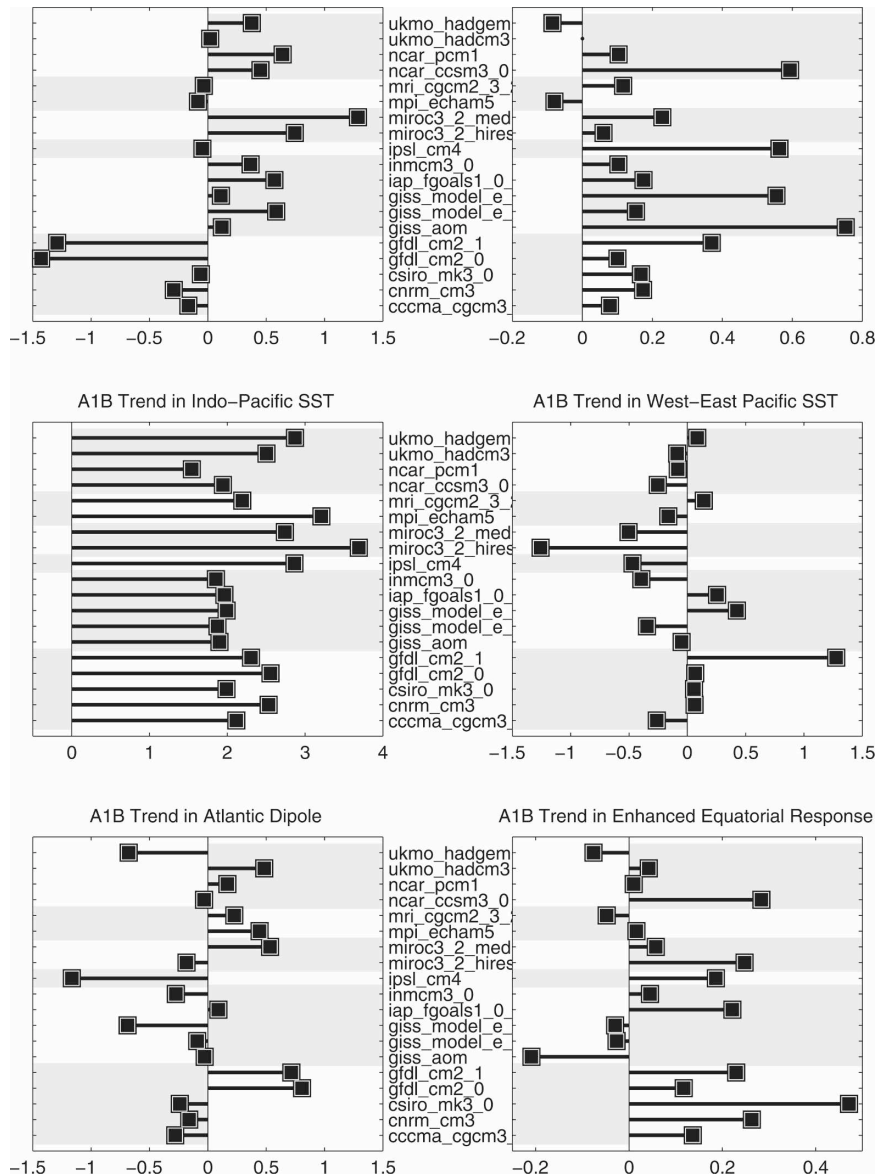 ukmo_hadgem
ukmo_hadcm3
ncar_pcm1
ncar_ccsm3_0
mri_cgcm2_3_
mpi_echam5
miroc3_2_med
miroc3_2_hires
ipsl_cm4
inmcm3_0
iap_fgoals1_0_
giss_model_e_
giss_model_e_
giss_aom
gfdl_cm2_1
gfdl_cm2_0
csiro_mk3_0
cnrm_cm3
cccma_cgcm3
−1.5 −1 −0.5 0 0.5 1 1.5 −0.2 0 0.2 0.4 0.6 0.8
A1B Trend in Indo−Pacific SST A1B Trend in West−East Pacific SST
ukmo_hadgem
ukmo_hadcm3
ncar_pcm1
ncar_ccsm3_0
mri_cgcm2_3_
mpi_echam5
miroc3_2_med
miroc3_2_hires
ipsl_cm4
inmcm3_0
iap_fgoals1_0_
giss_model_e_
giss_model_e_
giss_aom
gfdl_cm2_1
gfdl_cm2_0
csiro_mk3_0
cnrm_cm3
cccma_cgcm3
0 1 2 3 4 −1.5 −1 −0.5 0 0.5 1 1.5
A1B Trend in Atlantic Dipole A1B Trend in Enhanced Equatorial Response
ukmo_hadgem
ukmo_hadcm3
ncar_pcm1
ncar_ccsm3_0
mri_cgcm2_3_
mpi_echam5
miroc3_2_med
miroc3_2_hires
ipsl_cm4
inmcm3_0
iap_fgoals1_0_
giss_model_e_
giss_model_e_
giss_aom
gfdl_cm2_1
gfdl_cm2_0
csiro_mk3_0
cnrm_cm3
cccma_cgcm3
−1.5 −1 −0.5 0 0.5 1 1.5 −0.2 0 0.2 0.4